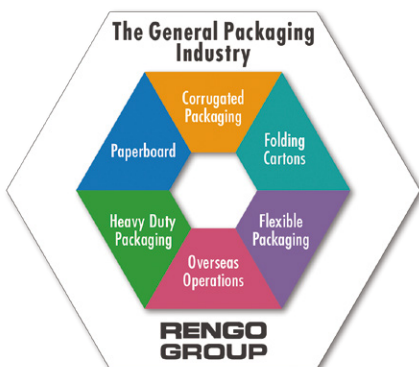 The General Packaging
Industry
Corrugated
Packaging
Paperboard
Folding
Cartons
Heavy Duty
Packaging
Flexible
Packaging
Overseas
Operations
RENGO
GROUP